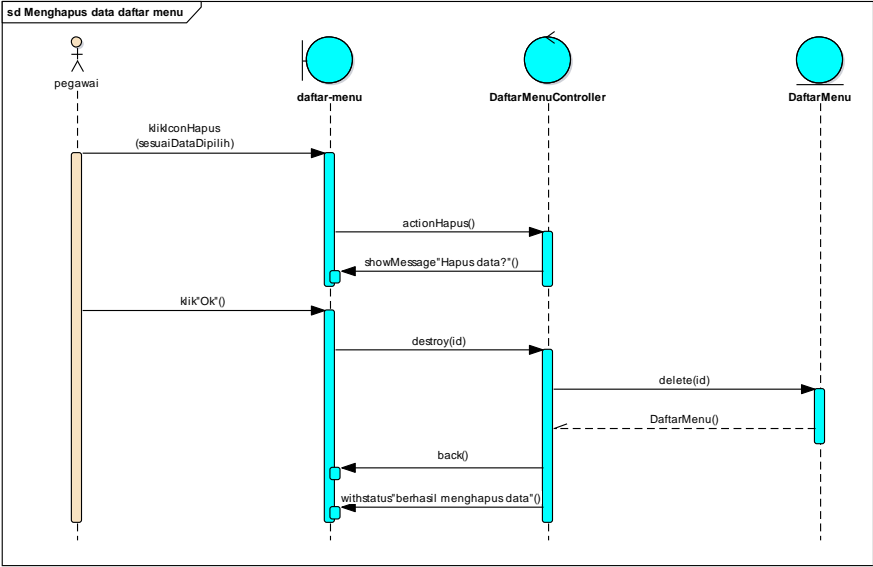 sd Menghapus data daftar menu
pegawai
daftar-menu
DaftarMenuController
DaftarMenu
klikIconHapus
(sesuaiDataDipilih)
actionHapus()
showMessage"Hapus data?"()
klik"Ok"()
destroy(id)
delete(id)
DaftarMenu()
back()
withstatus"berhasil menghapus data"()